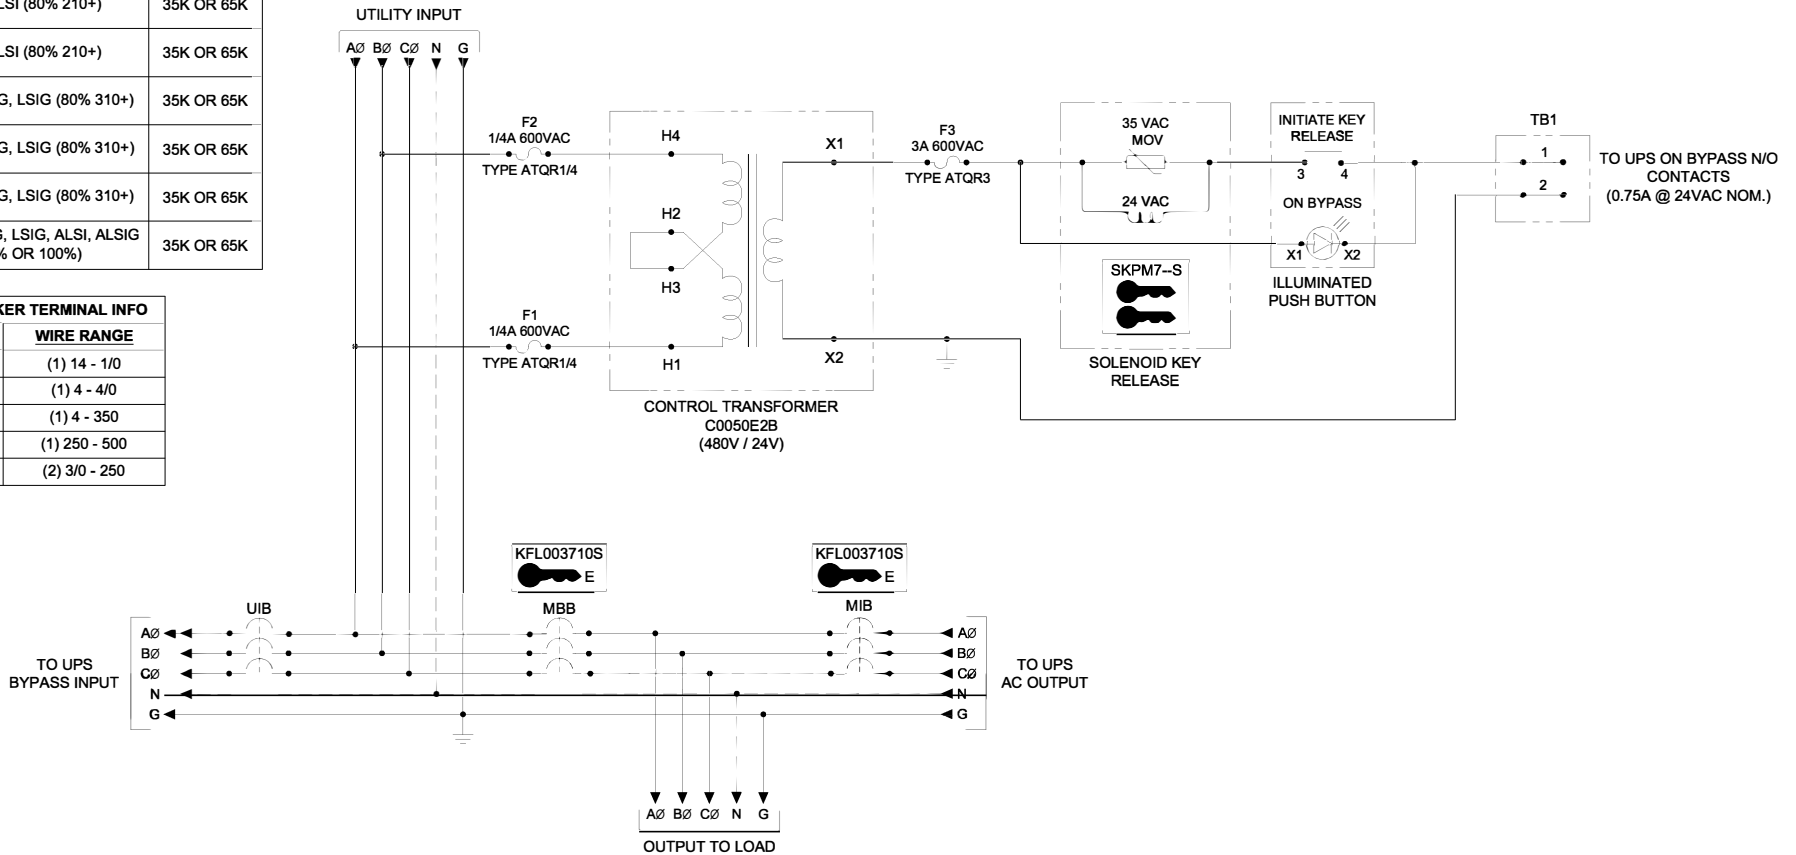 LSI (80% 210+) 35K OR 65K
LSI (80% 210+) 35K OR 65K
G, LSIG (80% 310+) 35K OR 65K
G, LSIG (80% 310+) 35K OR 65K
G, LSIG (80% 310+) 35K OR 65K
G, LSIG, ALSI, ALSIG
% OR 100%) 35K OR 65K
KER TERMINAL INFO
WIRE RANGE
(1) 14 - 1/0
(1) 4 - 4/0
(1) 4 - 350
(1) 250 - 500
(2) 3/0 - 250
UTILITY INPUT
AØ BØ CØ N G
F2
1/4A 600VAC
TYPE ATQR1/4
F1
1/4A 600VAC
TYPE ATQR1/4
H4
H2
H3
H1
X1
X2
CONTROL TRANSFORMER
C0050E2B
(480V / 24V)
F3
3A 600VAC
TYPE ATQR3
35 VAC
MOV
24 VAC
SKPM7--S
SOLENOID KEY
RELEASE
INITIATE KEY
RELEASE
3 4
ON BYPASS
X1 X2
ILLUMINATED
PUSH BUTTON
TB1
1
2
TO UPS ON BYPASS N/O
CONTACTS
(0.75A @ 24VAC NOM.)
KFL003710S
E
KFL003710S
E
UIB
MBB
MIB
TO UPS
BYPASS INPUT
AØ
BØ
CØ
N
G
AØ
BØ
CØ
N
G
TO UPS
AC OUTPUT
AØ BØ CØ N G
OUTPUT TO LOAD